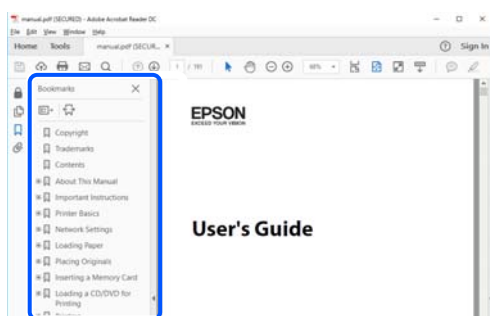 manual.pdf (SECURED) - Adobe Acrobat Reader DC
File Edit View Window Help
Home Tools manual.pdf (SECUR... ×
Sign In
Bookmarks
Copyright
Trademarks
Contents
About This Manual
Important Instructions
Printer Basics
Network Settings
Loading Paper
Placing Originals
Inserting a Memory Card
Loading a CD/DVD for
Printing
EPSON
EXCEED YOUR VISION
User's Guide